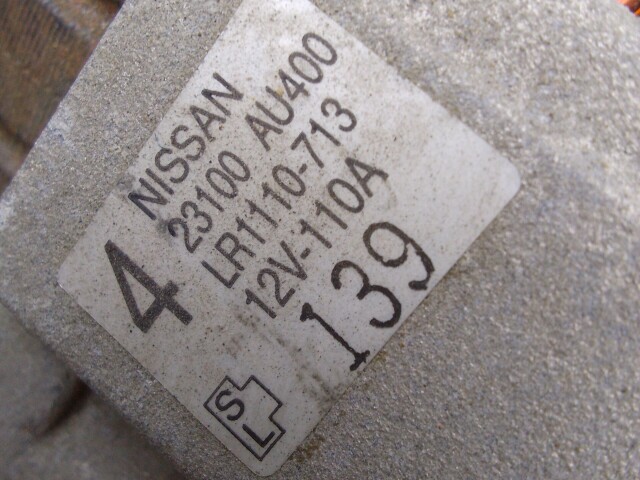 NISSAN
23100 AU400
LR1110-713
12V-110A
4
139
S
L